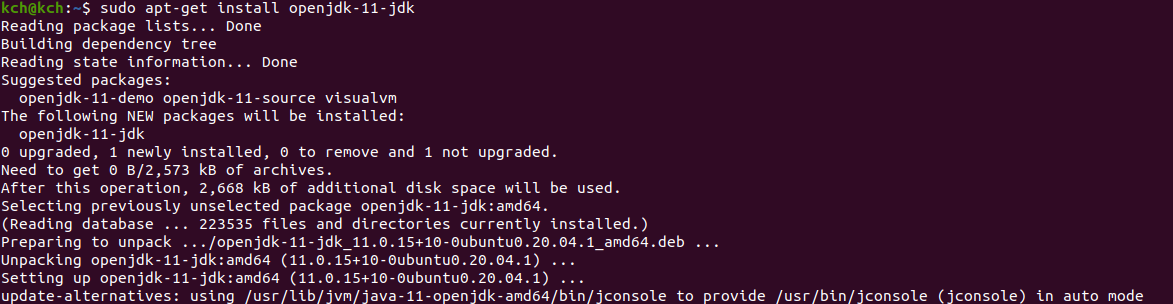 kch@kch:~$ sudo apt-get install openjdk-11-jdk
Reading package lists... Done
Building dependency tree
Reading state information... Done
Suggested packages:
  openjdk-11-demo openjdk-11-source visualvm
The following NEW packages will be installed:
  openjdk-11-jdk
0 upgraded, 1 newly installed, 0 to remove and 1 not upgraded.
Need to get 0 B/2,573 kB of archives.
After this operation, 2,668 kB of additional disk space will be used.
Selecting previously unselected package openjdk-11-jdk:amd64.
(Reading database ... 223535 files and directories currently installed.)
Preparing to unpack .../openjdk-11-jdk_11.0.15+10-0ubuntu0.20.04.1_amd64.deb ...
Unpacking openjdk-11-jdk:amd64 (11.0.15+10-0ubuntu0.20.04.1) ...
Setting up openjdk-11-jdk:amd64 (11.0.15+10-0ubuntu0.20.04.1) ...
update-alternatives: using /usr/lib/jvm/java-11-openjdk-amd64/bin/jconsole to provide /usr/bin/jconsole (jconsole) in auto mode